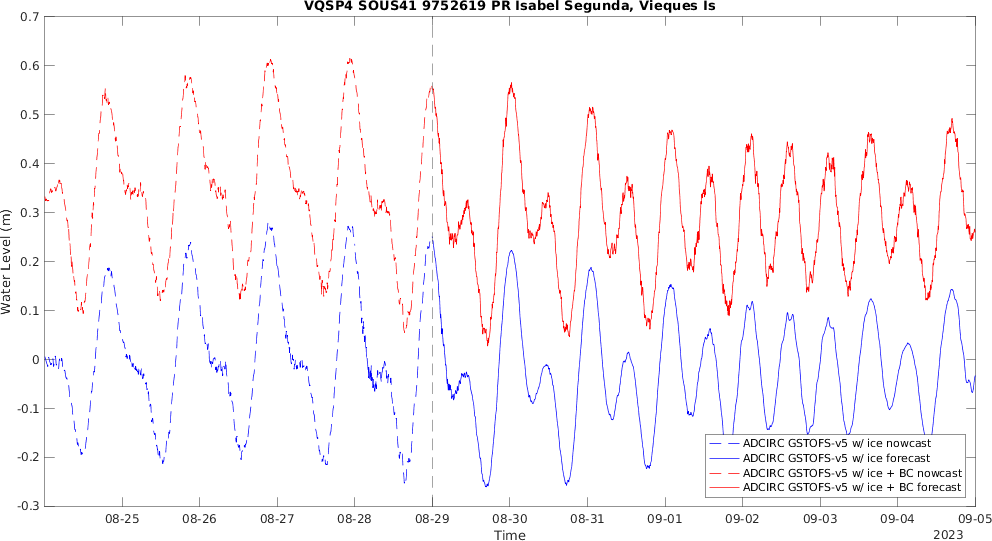 VQSP4 SOUS41 9752619 PR Isabel Segunda, Vieques Is
0.7
0.6
0.5
0.4
0.3
0.2
0.1
0
-0.1
-0.2
-0.3
Water Level (m)
ADCIRC GSTOFS-v5 w/ ice nowcast
ADCIRC GSTOFS-v5 w/ ice forecast
ADCIRC GSTOFS-v5 w/ ice + BC nowcast
ADCIRC GSTOFS-v5 w/ ice + BC forecast
08-25 08-26 08-27 08-28 08-29 08-30 08-31 09-01 09-02 09-03 09-04 09-05
Time
2023